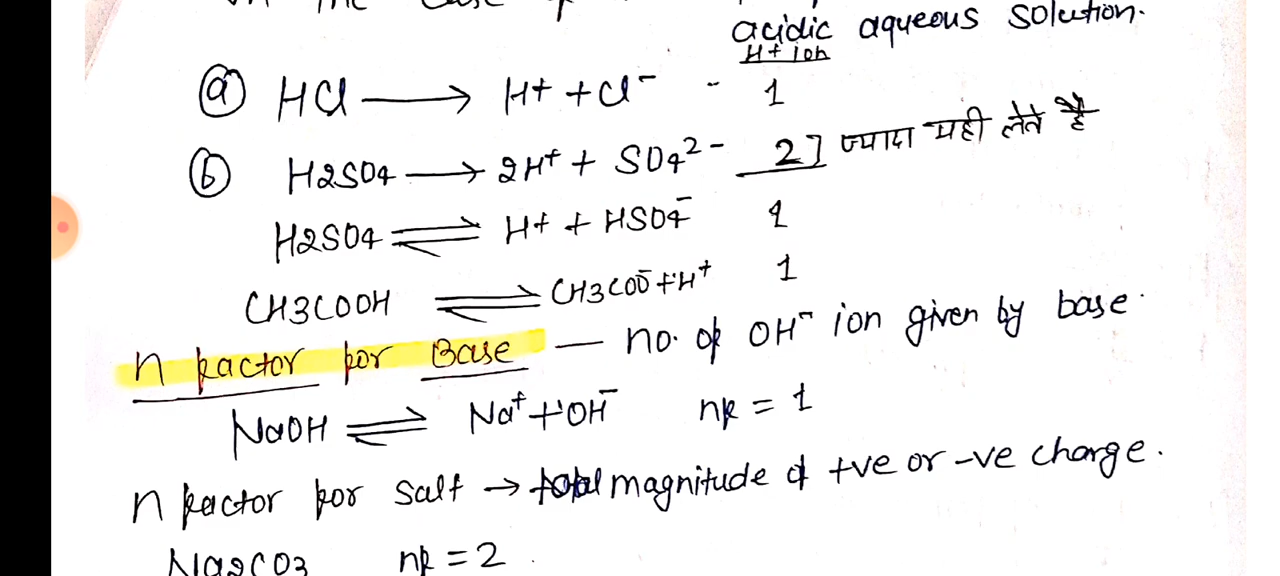 acidic aqueous solution.
H+ ion
ⓐ HCl ⟶ H+ + Cl⁻ - 1
ⓑ H2SO4 ⟶ 2H+ + SO4²⁻ 2] ज्यादा यही लेते है
H2SO4 ⇌ H+ + HSO4⁻ 1
CH3COOH ⇌ CH3COO⁻ + H⁺ 1
n factor for Base — no. of OH⁻ ion given by base.
NaOH ⇌ Na⁺ + OH⁻ nf = 1
n factor for salt → total magnitude of +ve or -ve charge.
Na2CO3 nf = 2.